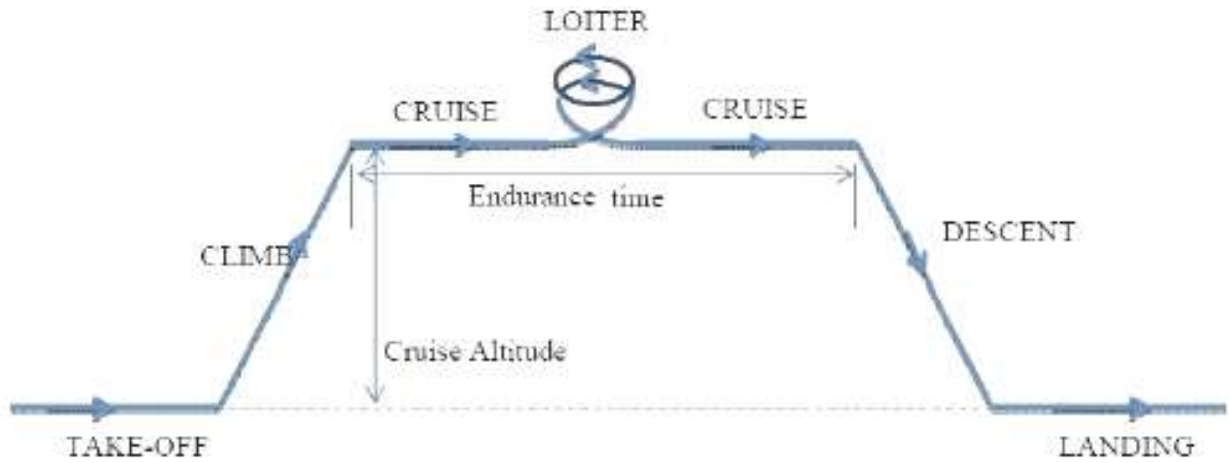 LOITER
CRUISE
CRUISE
Endurance time
CLIMB
DESCENT
Cruise Altitude
TAKE-OFF
LANDING